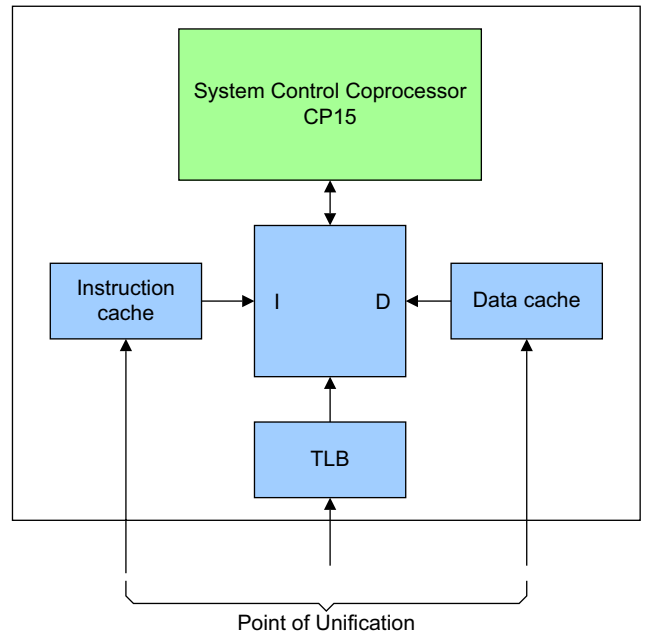 System Control Coprocessor
CP15
Instruction
cache
I
D
Data cache
TLB
Point of Unification